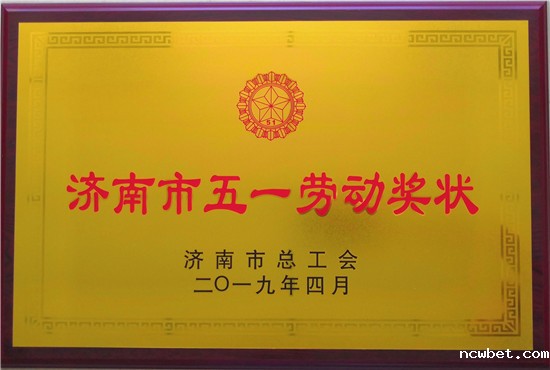 51
济南市五一劳动奖状
济南市总工会
二〇一九年四月
ncwbet.com